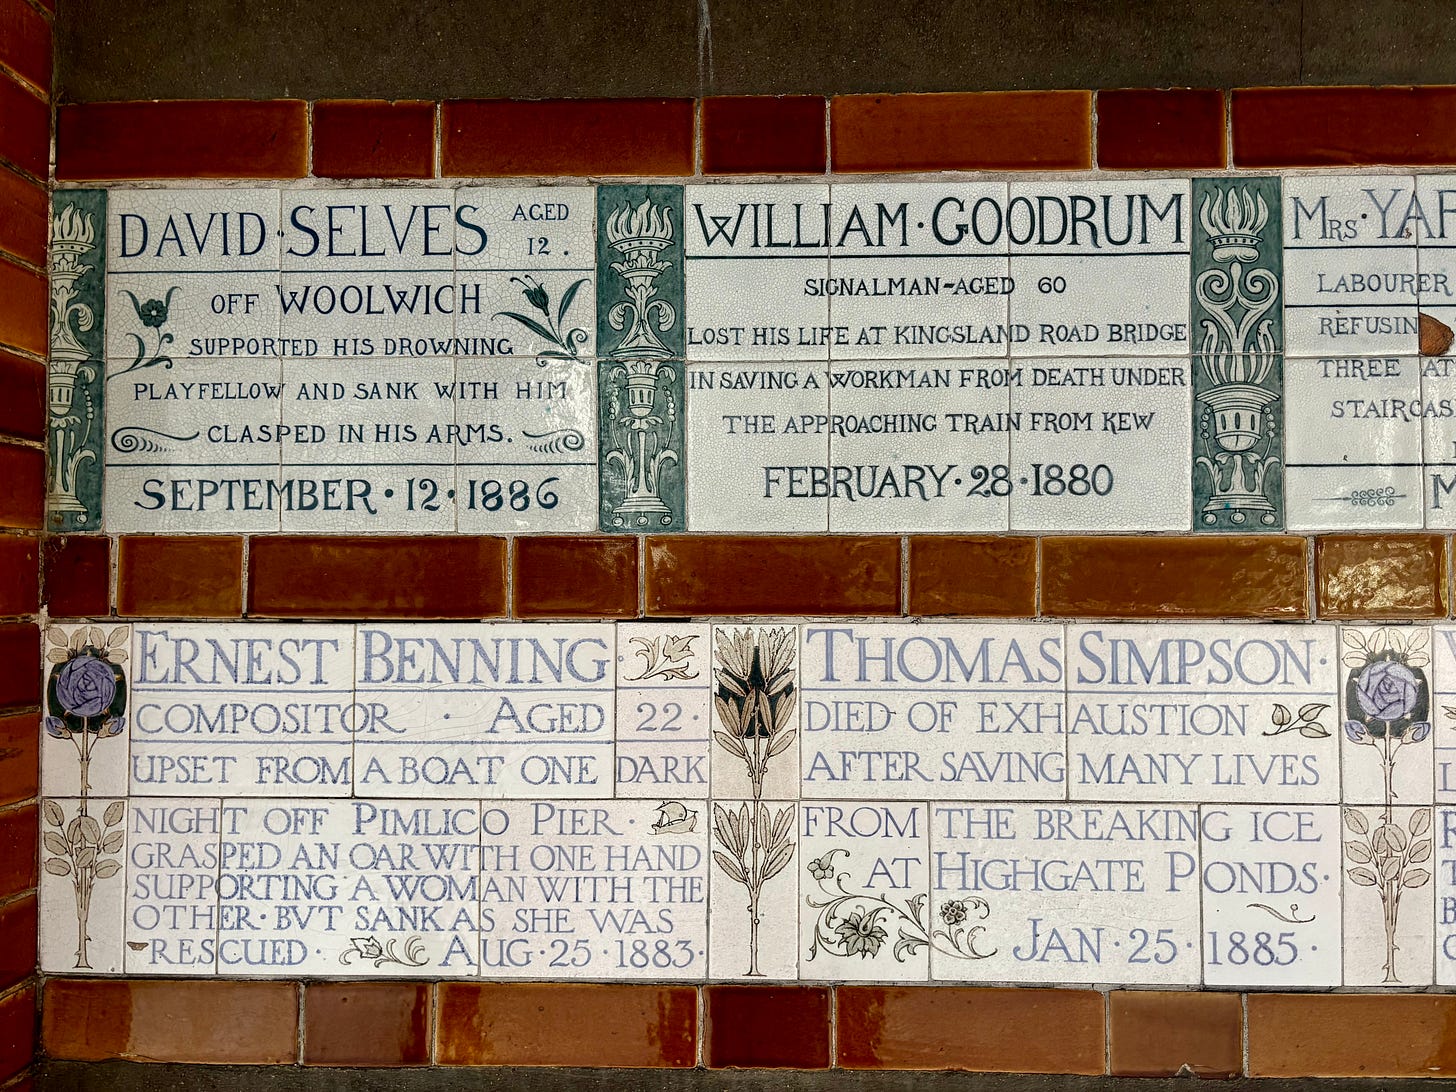 DAVID·SELVES AGED 12.
OFF WOOLWICH
SUPPORTED HIS DROWNING
PLAYFELLOW AND SANK WITH HIM
CLASPED IN HIS ARMS.
SEPTEMBER·12·1886
WILLIAM·GOODRUM
SIGNALMAN-AGED 60
LOST HIS LIFE AT KINGSLAND ROAD BRIDGE
IN SAVING A WORKMAN FROM DEATH UNDER
THE APPROACHING TRAIN FROM KEW
FEBRUARY·28·1880
MRS·
LABOURER
THREE
ERNEST BENNING·
COMPOSITOR · AGED 22·
UPSET FROM A BOAT ONE DARK
NIGHT OFF PIMLICO PIER·
GRASPED AN OAR WITH ONE HAND
SUPPORTING A WOMAN WITH THE
OTHER·BVT SANK AS SHE WAS
RESCUED· AUG·25·1883·
THOMAS SIMPSON·
DIED OF EXHAUSTION
AFTER SAVING MANY LIVES
FROM THE BREAKING ICE
AT HIGHGATE PONDS·
JAN·25·1885·